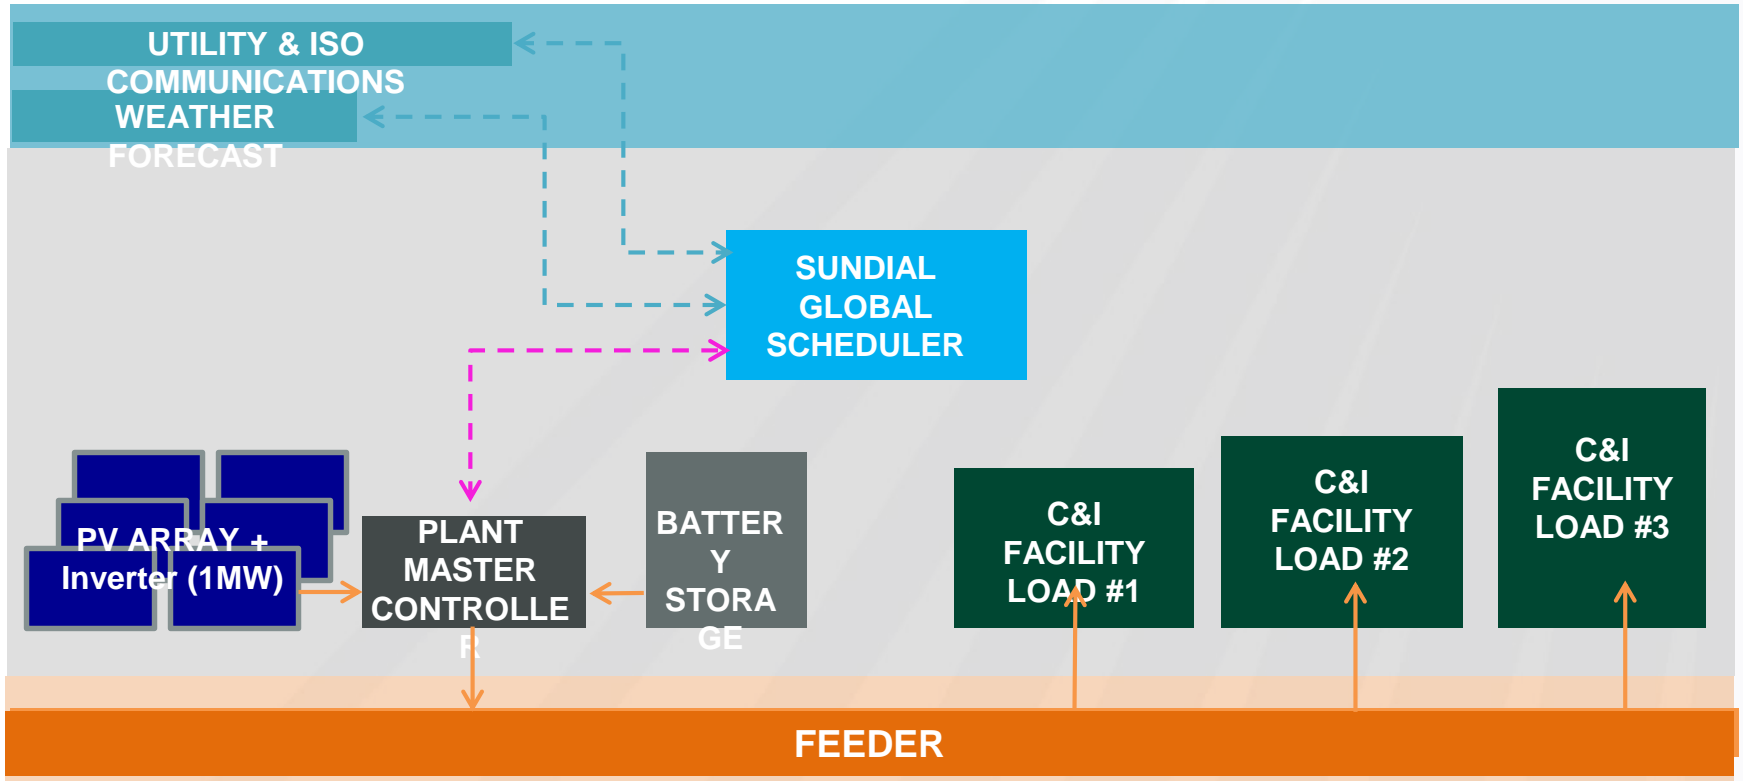 UTILITY & ISO
COMMUNICATIONS
WEATHER
FORECAST
SUNDIAL
GLOBAL
SCHEDULER
PV ARRAY +
Inverter (1MW)
PLANT
MASTER
CONTROLLE
R
BATTER
Y
STORA
GE
C&I
FACILITY
LOAD #1
C&I
FACILITY
LOAD #2
C&I
FACILITY
LOAD #3
FEEDER